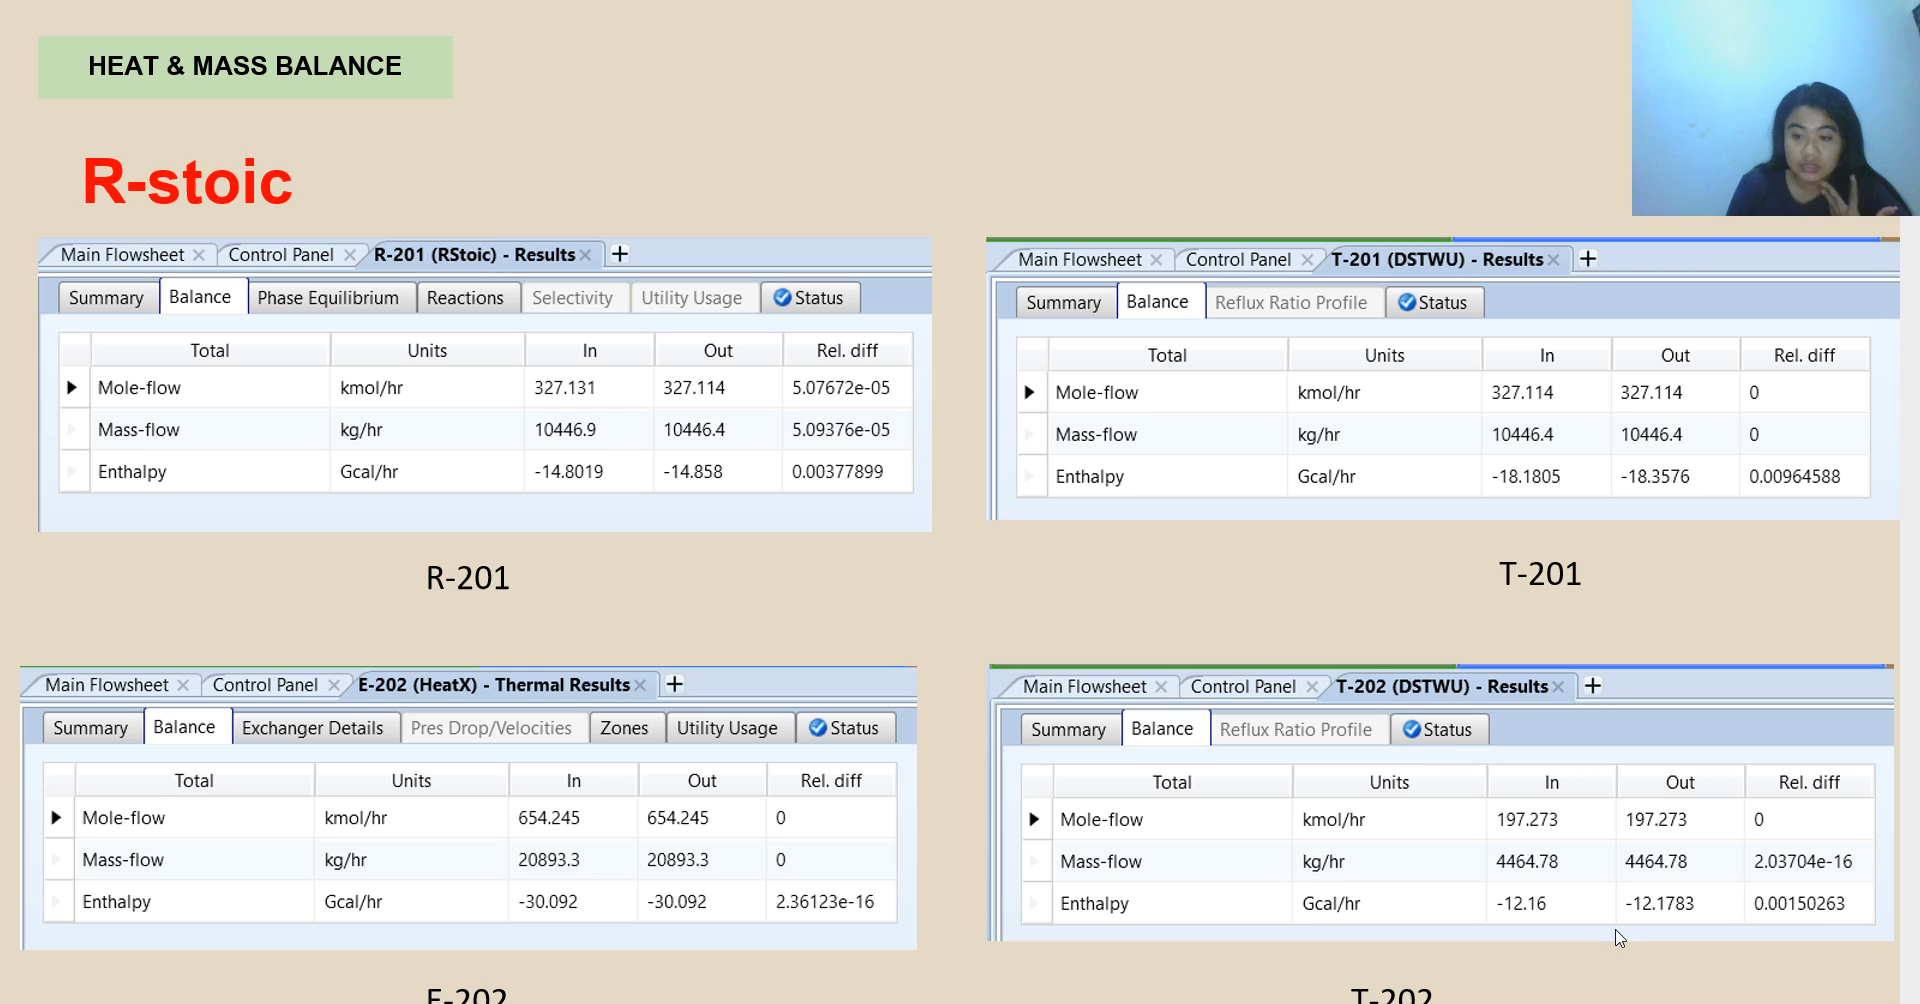 HEAT & MASS BALANCE
R-stoic
Main Flowsheet Control Panel R-201 (RStoic) - Results +
Summary Balance Phase Equilibrium Reactions Selectivity Utility Usage Status
Total Units In Out Rel. diff
Mole-flow kmol/hr 327.131 327.114 5.07672e-05
Mass-flow kg/hr 10446.9 10446.4 5.09376e-05
Enthalpy Gcal/hr -14.8019 -14.858 0.00377899
R-201
Main Flowsheet Control Panel T-201 (DSTWU) - Results +
Summary Balance Reflux Ratio Profile Status
Total Units In Out Rel. diff
Mole-flow kmol/hr 327.114 327.114 0
Mass-flow kg/hr 10446.4 10446.4 0
Enthalpy Gcal/hr -18.1805 -18.3576 0.00964588
T-201
Main Flowsheet Control Panel E-202 (HeatX) - Thermal Results +
Summary Balance Exchanger Details Pres Drop/Velocities Zones Utility Usage Status
Total Units In Out Rel. diff
Mole-flow kmol/hr 654.245 654.245 0
Mass-flow kg/hr 20893.3 20893.3 0
Enthalpy Gcal/hr -30.092 -30.092 2.36123e-16
E-202
Main Flowsheet Control Panel T-202 (DSTWU) - Results +
Summary Balance Reflux Ratio Profile Status
Total Units In Out Rel. diff
Mole-flow kmol/hr 197.273 197.273 0
Mass-flow kg/hr 4464.78 4464.78 2.03704e-16
Enthalpy Gcal/hr -12.16 -12.1783 0.00150263
T-202